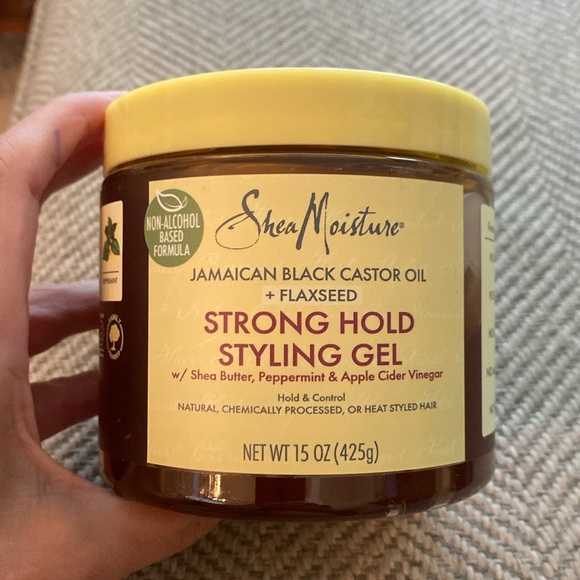 NON-ALCOHOL
BASED
FORMULA
SheaMoisture®
JAMAICAN BLACK CASTOR OIL
+ FLAXSEED
STRONG HOLD
STYLING GEL
w/ Shea Butter, Peppermint & Apple Cider Vinegar
Hold & Control
NATURAL, CHEMICALLY PROCESSED, OR HEAT STYLED HAIR
NET WT 15 OZ (425g)
PEPPERMINT